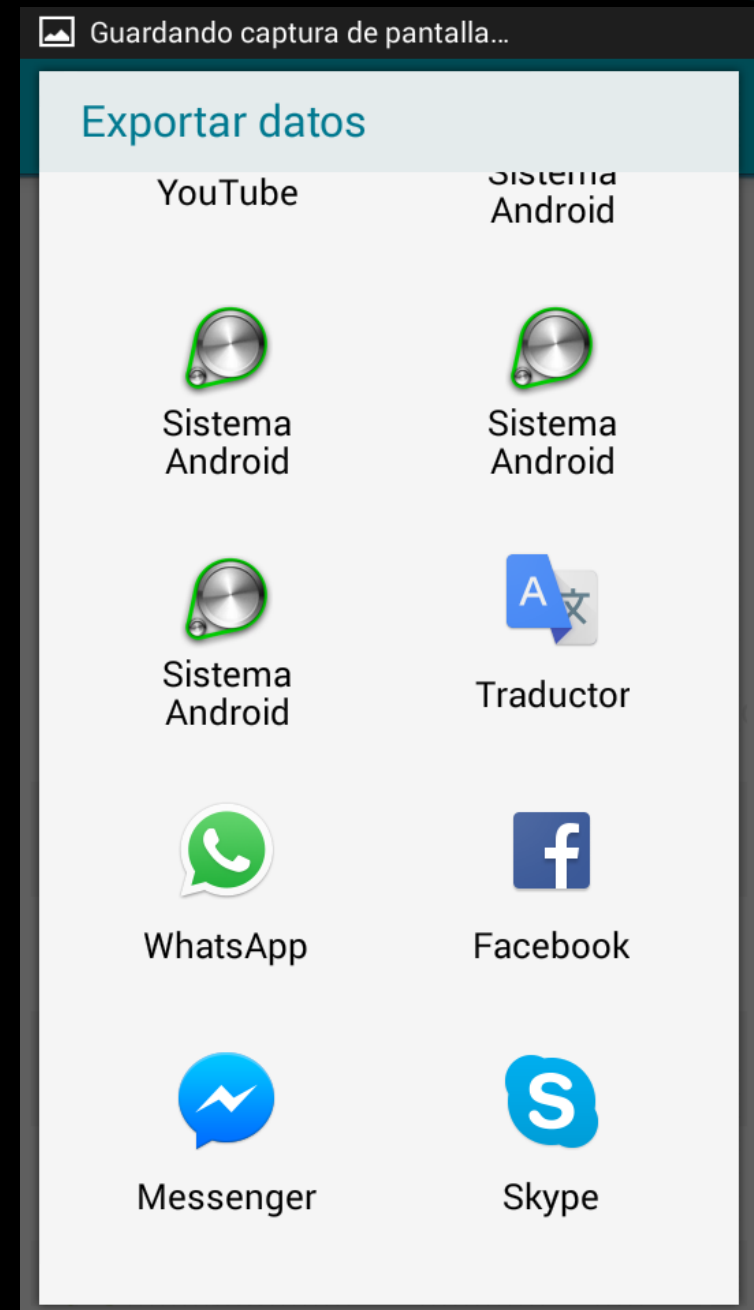 Guardando captura de pantalla...
Exportar datos
YouTube
Sistema
Android
Sistema
Android
Sistema
Android
Sistema
Android
Traductor
WhatsApp
Facebook
Messenger
Skype